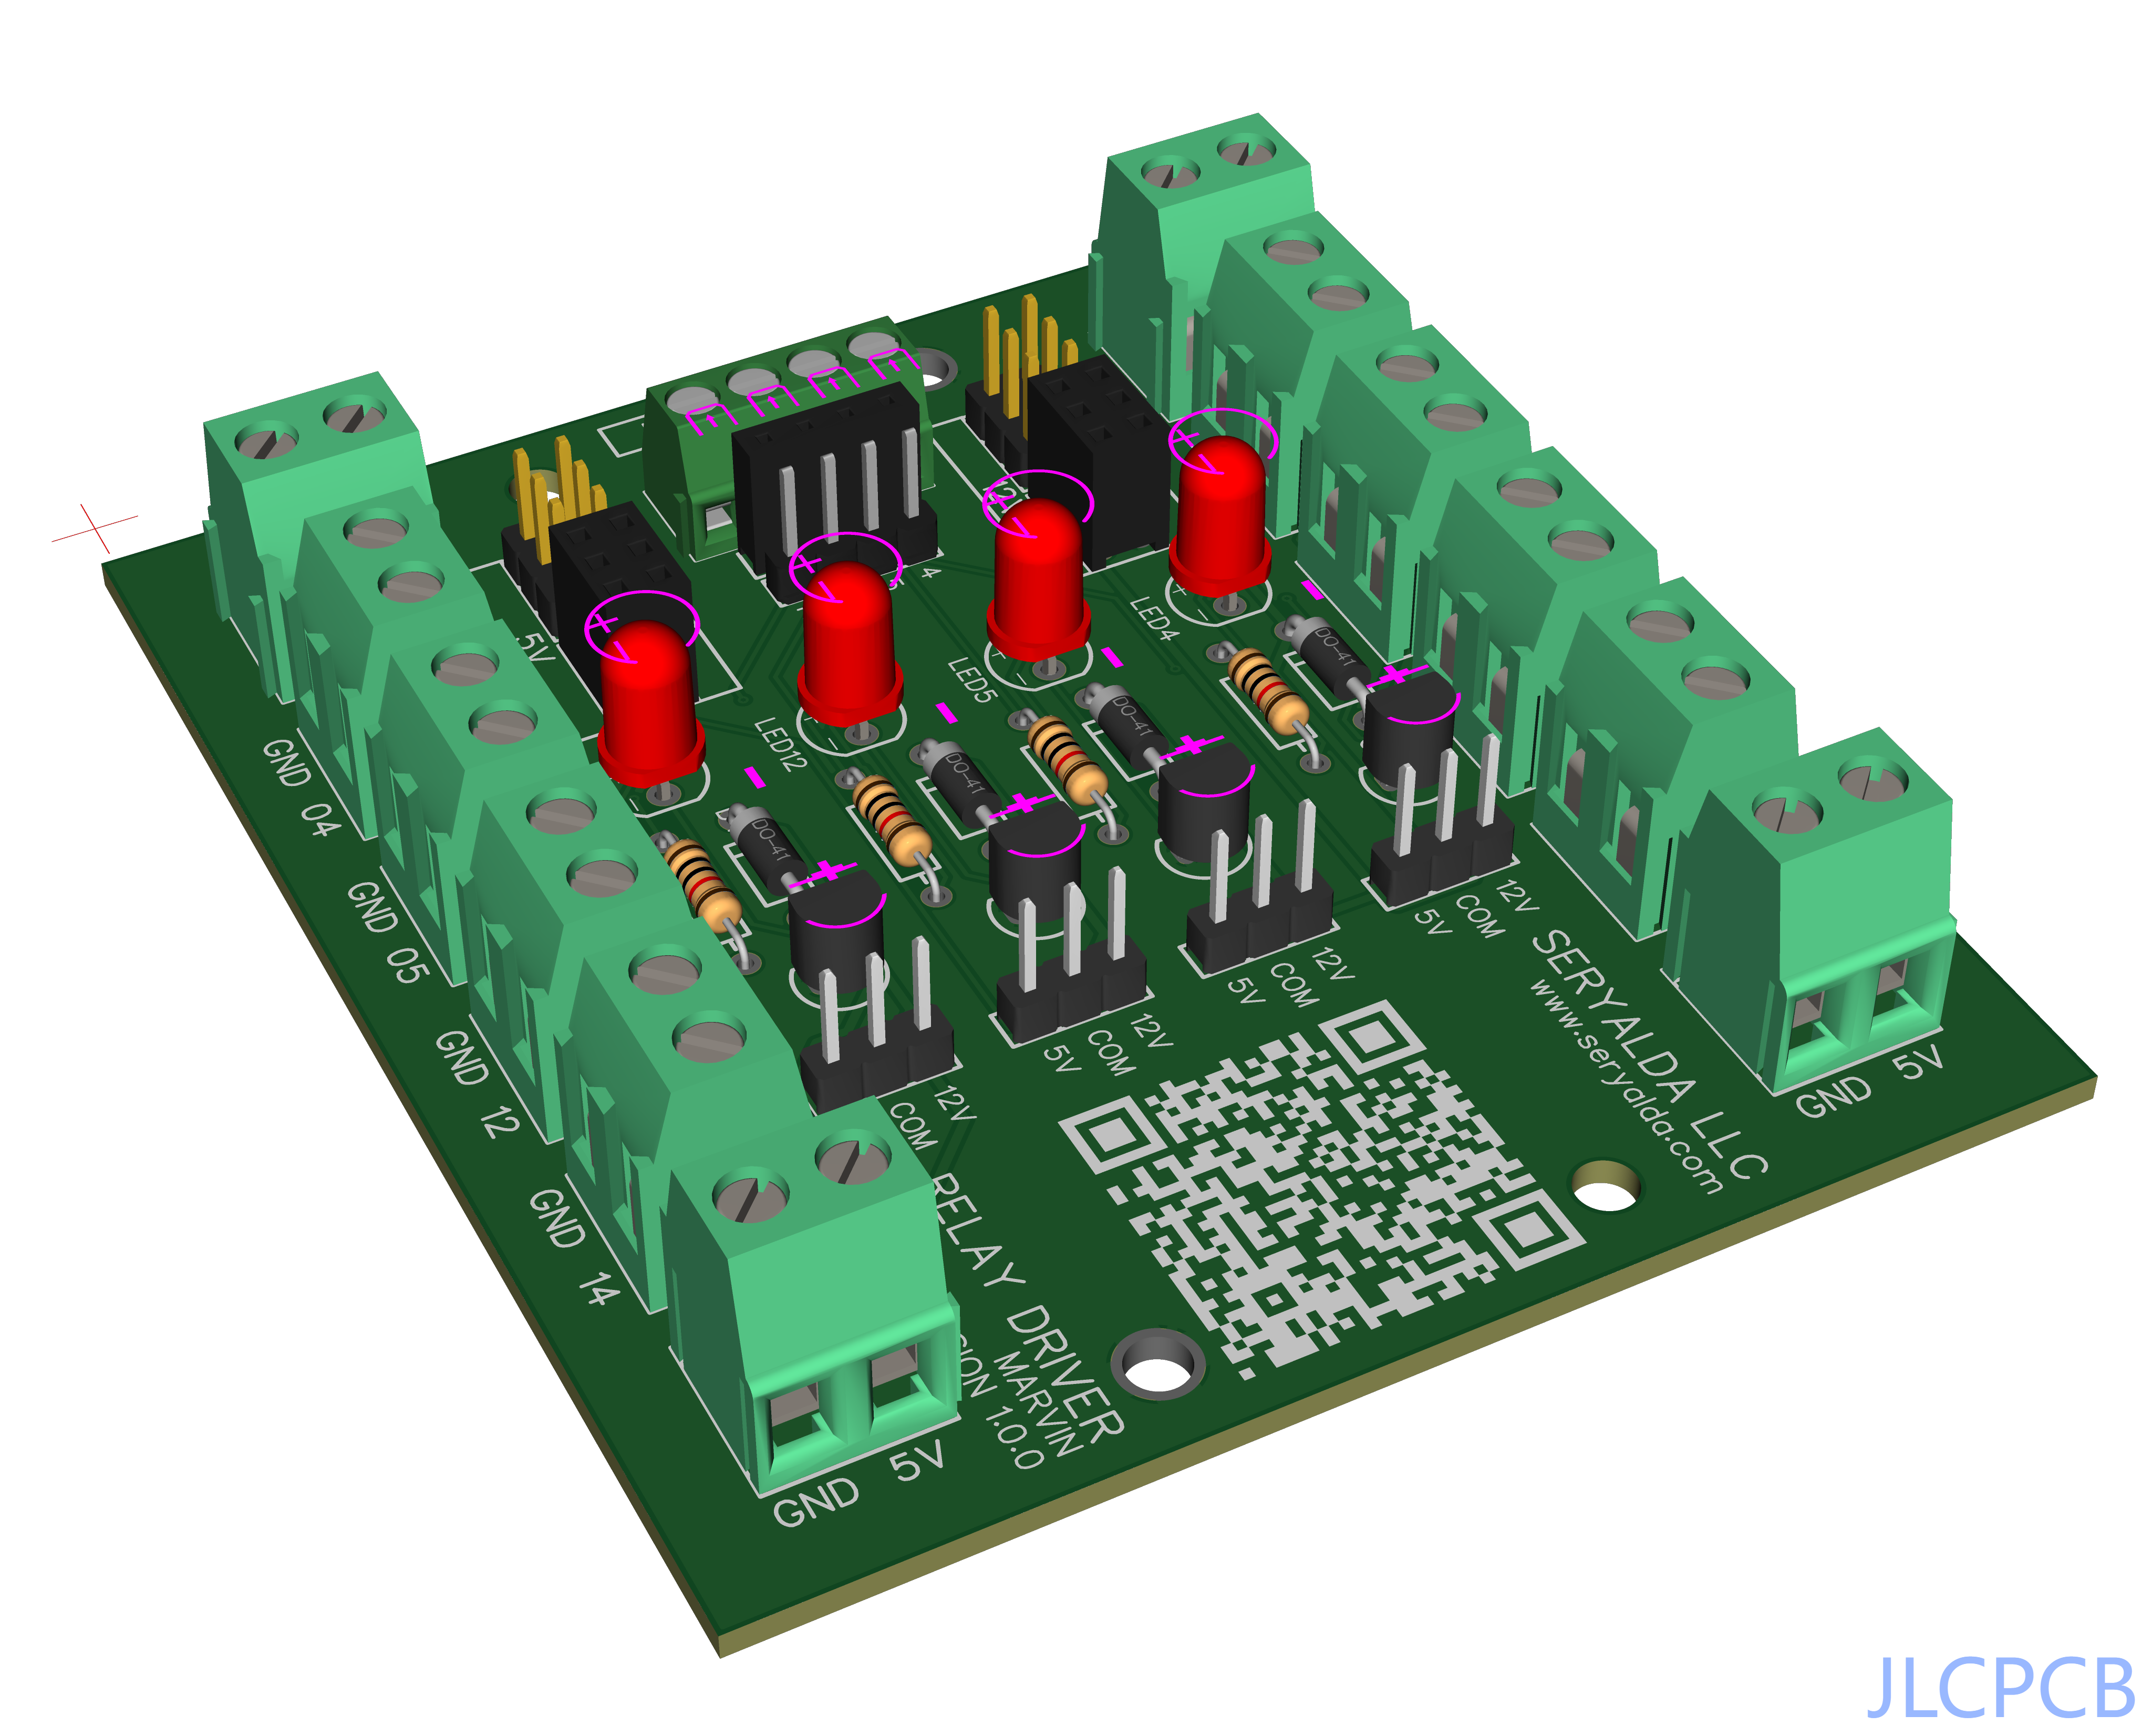 5V
4
LED4
LED5
LED12
DO-41
DO-41
DO-41
DO-41
GND 04
GND 05
GND 12
GND 14
5V COM 12V
5V COM 12V
5V COM 12V
COM 12V
SERYALDA LLC
www.seryalda.com
GND 5V
RELAY DRIVER
MARVIN
1.0.0
GND 5V
JLCPCB